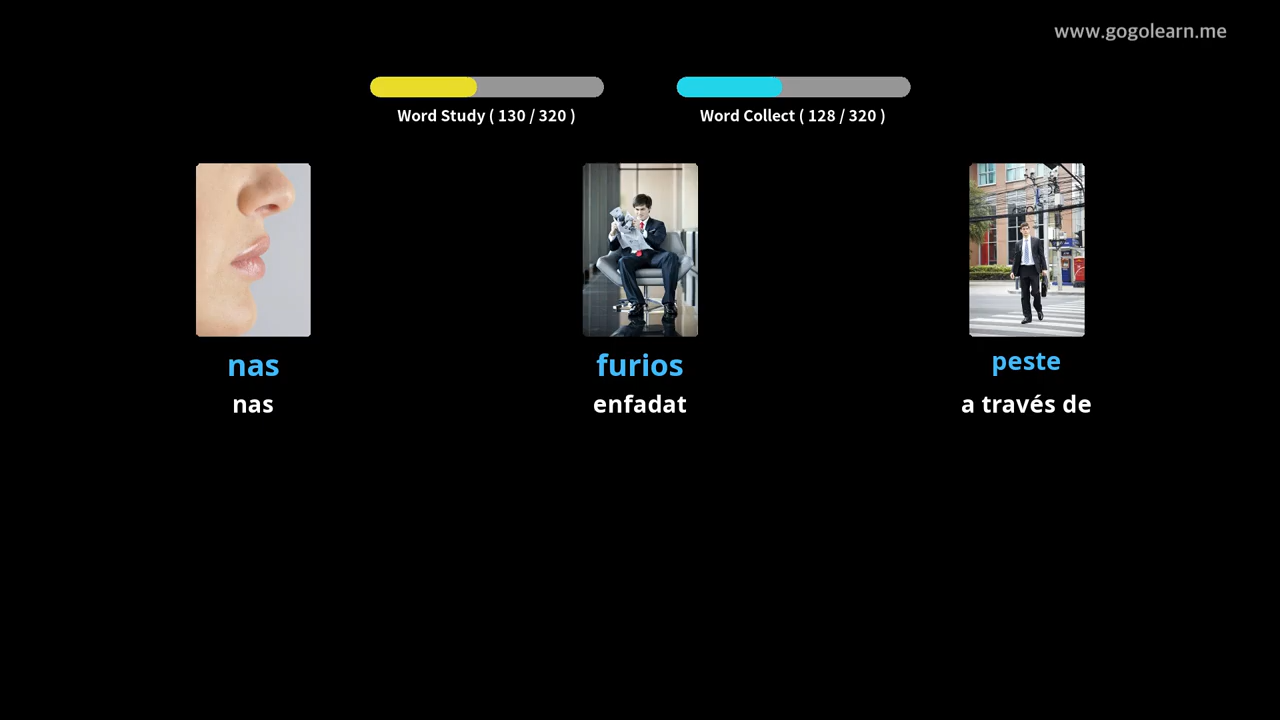 www.gogolearn.me
Word Study ( 130 / 320 )
Word Collect ( 128 / 320 )
nas
furios
peste
nas
enfadat
a través de